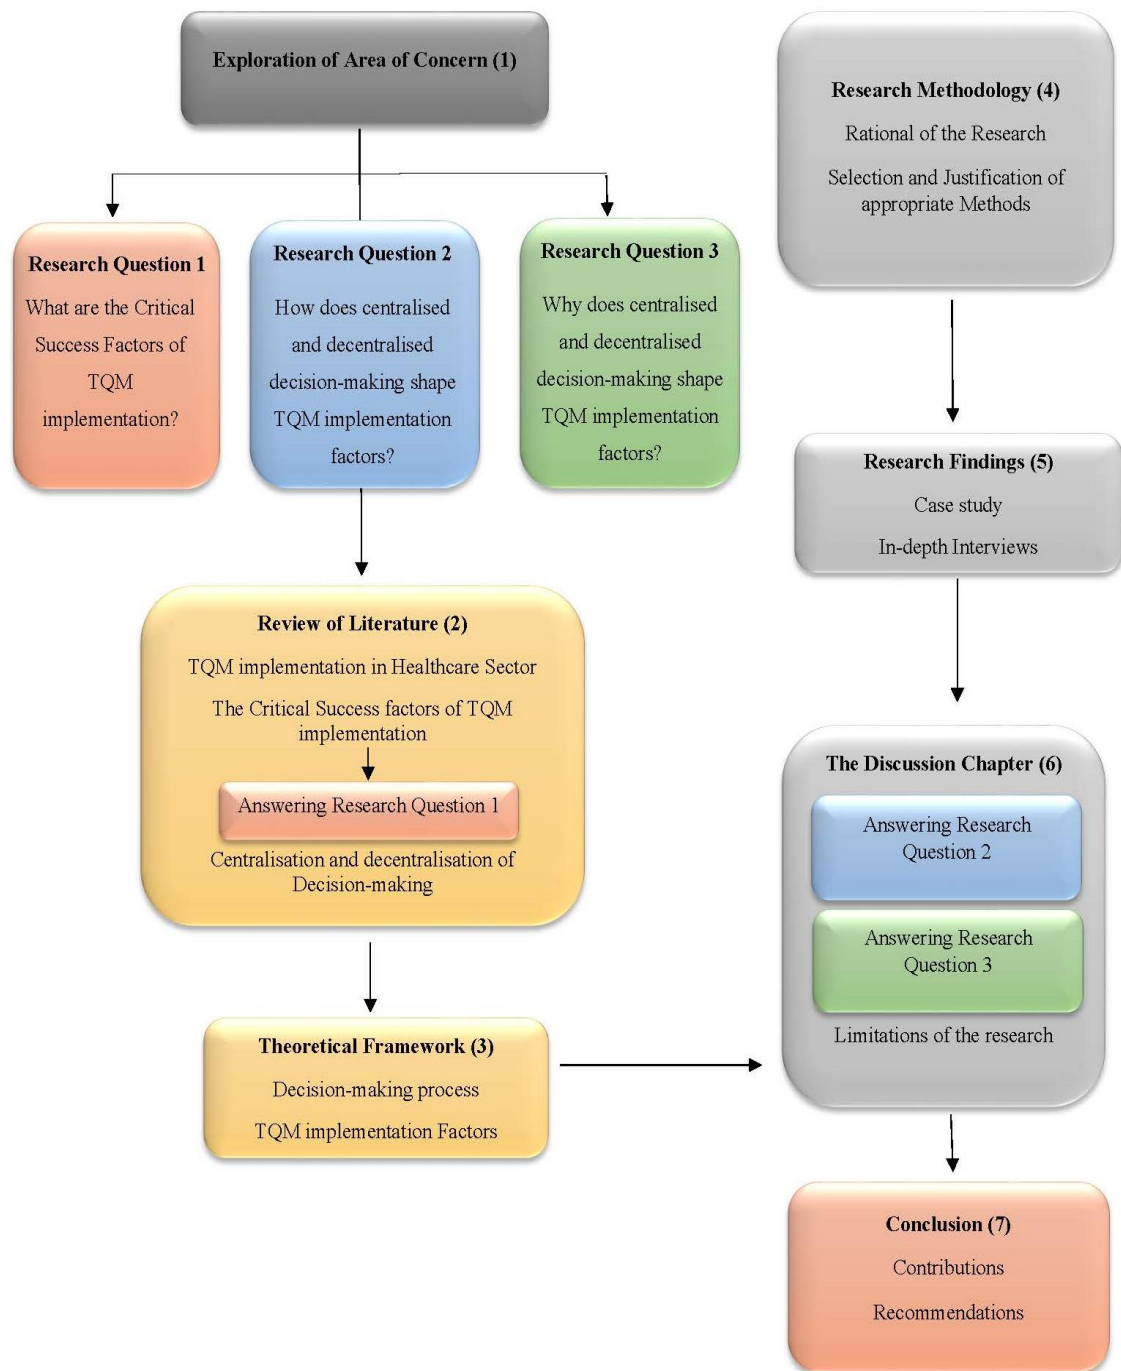 Exploration of Area of Concern (1)
Research Question 1
What are the Critical
Success Factors of
TQM
implementation?
Research Question 2
How does centralised
and decentralised
decision-making shape
TQM implementation
factors?
Research Question 3
Why does centralised
and decentralised
decision-making shape
TQM implementation
factors?
Review of Literature (2)
TQM implementation in Healthcare Sector
The Critical Success factors of TQM
implementation
Answering Research Question 1
Centralisation and decentralisation of
Decision-making
Theoretical Framework (3)
Decision-making process
TQM implementation Factors
Research Methodology (4)
Rational of the Research
Selection and Justification of
appropriate Methods
Research Findings (5)
Case study
In-depth Interviews
The Discussion Chapter (6)
Answering Research
Question 2
Answering Research
Question 3
Limitations of the research
Conclusion (7)
Contributions
Recommendations